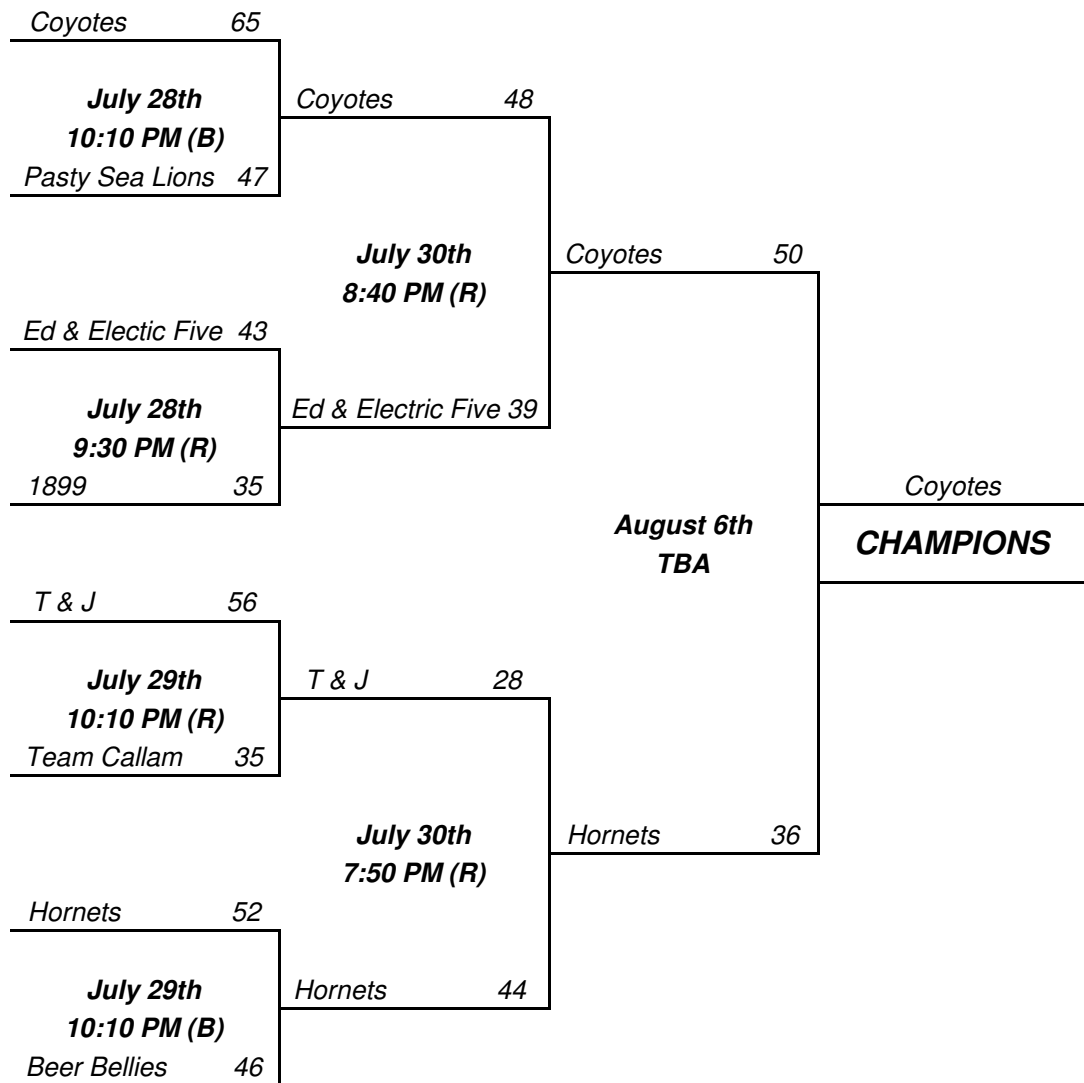 Coyotes 65
July 28th
10:10 PM (B)
Pasty Sea Lions 47
Coyotes 48
July 30th
8:40 PM (R)
Coyotes 50
Ed & Electic Five 43
July 28th
9:30 PM (R)
1899 35
Ed & Electric Five 39
August 6th
TBA
Coyotes
CHAMPIONS
T & J 56
July 29th
10:10 PM (R)
Team Callam 35
T & J 28
July 30th
7:50 PM (R)
Hornets 36
Hornets 52
July 29th
10:10 PM (B)
Beer Bellies 46
Hornets 44